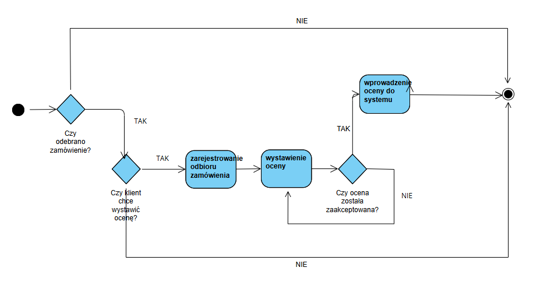 NIE
wprowadzenie
oceny do
systemu
Czy
odebrano
zamówienie?
TAK
TAK
TAK
zarejestrowanie
odbioru
zamówienia
wystawienie
oceny
Czy klient
chce
wystawić
ocenę?
Czy ocena
została
zaakceptowana?
NIE
NIE